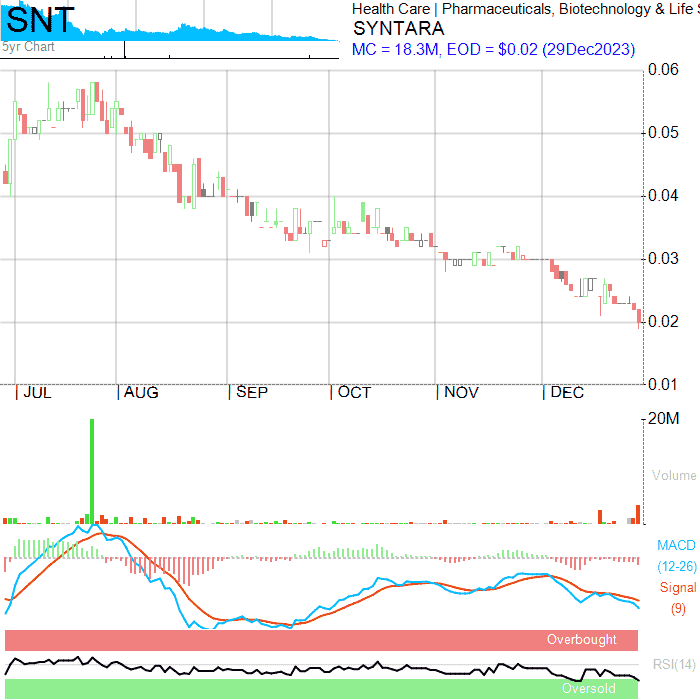 SNT
Health Care | Pharmaceuticals, Biotechnology & Life S
SYNTARA
5yr Chart
MC = 18.3M, EOD = $0.02 (29Dec2023)
0.06
0.05
0.04
0.03
0.02
0.01
JUL AUG SEP OCT NOV DEC
20M
Volume
MACD
(12-26)
Signal
(9)
Overbought
RSI(14)
Oversold